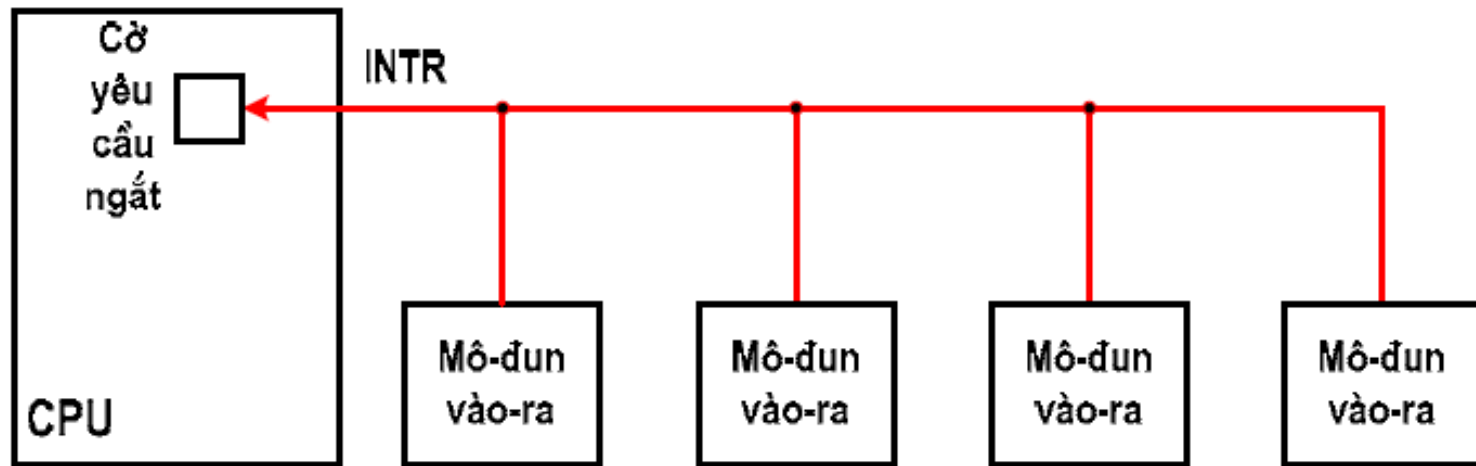 Cờ
yêu
cầu
ngắt
INTR
CPU
Mô-đun
vào-ra
Mô-đun
vào-ra
Mô-đun
vào-ra
Mô-đun
vào-ra